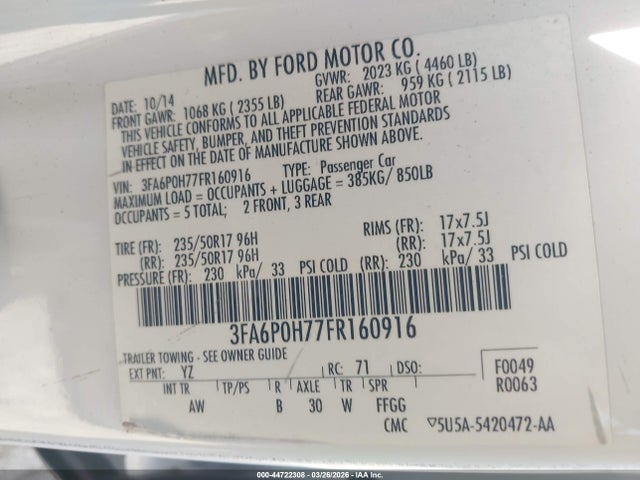 MFD. BY FORD MOTOR CO.
DATE: 10/14 GVWR: 2023 KG ( 4460 LB)
FRONT GAWR: 1068 KG ( 2355 LB) REAR GAWR: 959 KG ( 2115 LB)
THIS VEHICLE CONFORMS TO ALL APPLICABLE FEDERAL MOTOR
VEHICLE SAFETY, BUMPER, AND THEFT PREVENTION STANDARDS
IN EFFECT ON THE DATE OF MANUFACTURE SHOWN ABOVE.
VIN: 3FA6P0H77FR160916 TYPE: Passenger Car
MAXIMUM LOAD = OCCUPANTS + LUGGAGE = 385KG/ 850LB
OCCUPANTS = 5 TOTAL; 2 FRONT, 3 REAR
TIRE (FR): 235/50R17 96H RIMS (FR): 17x7.5J
(RR): 235/50R17 96H (RR): 17x7.5J
PRESSURE (FR): 230 kPa/ 33 PSI COLD (RR): 230 kPa/ 33 PSI COLD
3FA6P0H77FR160916
TRAILER TOWING - SEE OWNER GUIDE
EXT PNT: YZ RC: 71 DSO: F0049
INT TR TP/PS R AXLE TR SPR R0063
AW B 30 W FFGG
CMC 5U5A-5420472-AA
000-44722308 - 03/26/2026 - IAA, Inc.